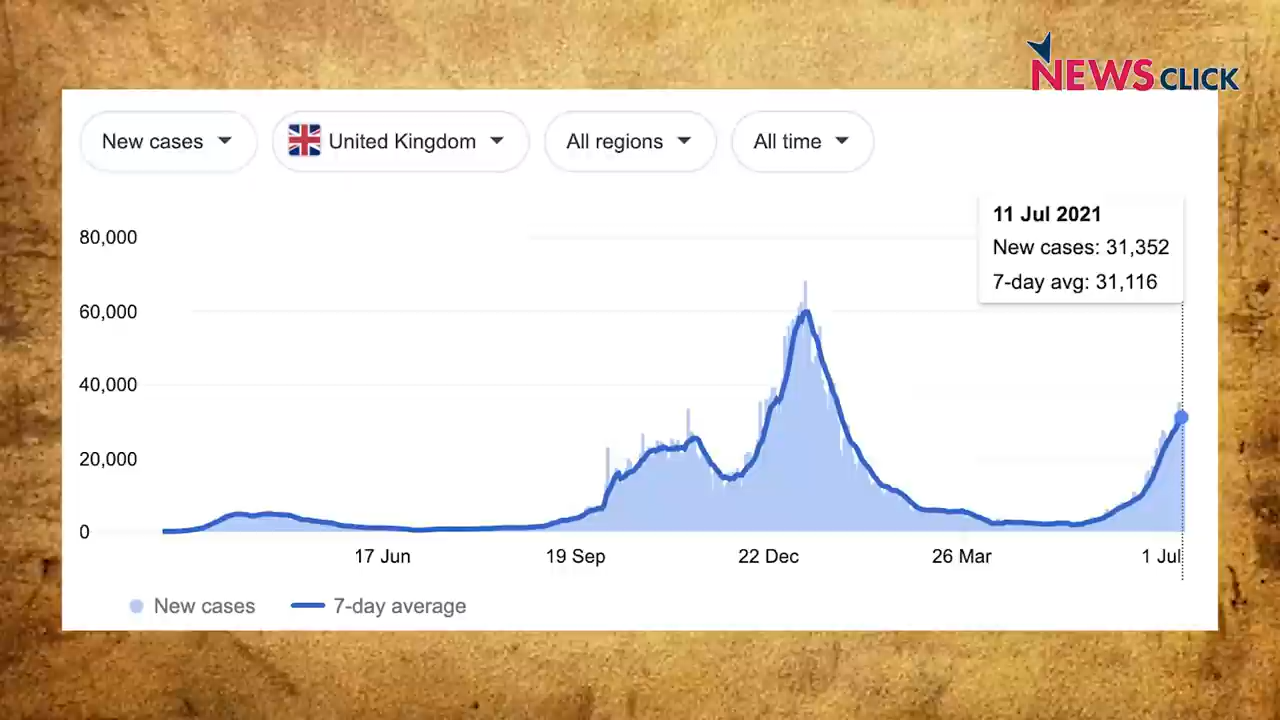 NEWSCLICK
New cases
United Kingdom
All regions
All time
11 Jul 2021
New cases: 31,352
7-day avg: 31,116
80,000
60,000
40,000
20,000
0
17 Jun
19 Sep
22 Dec
26 Mar
1 Jul
New cases
7-day average